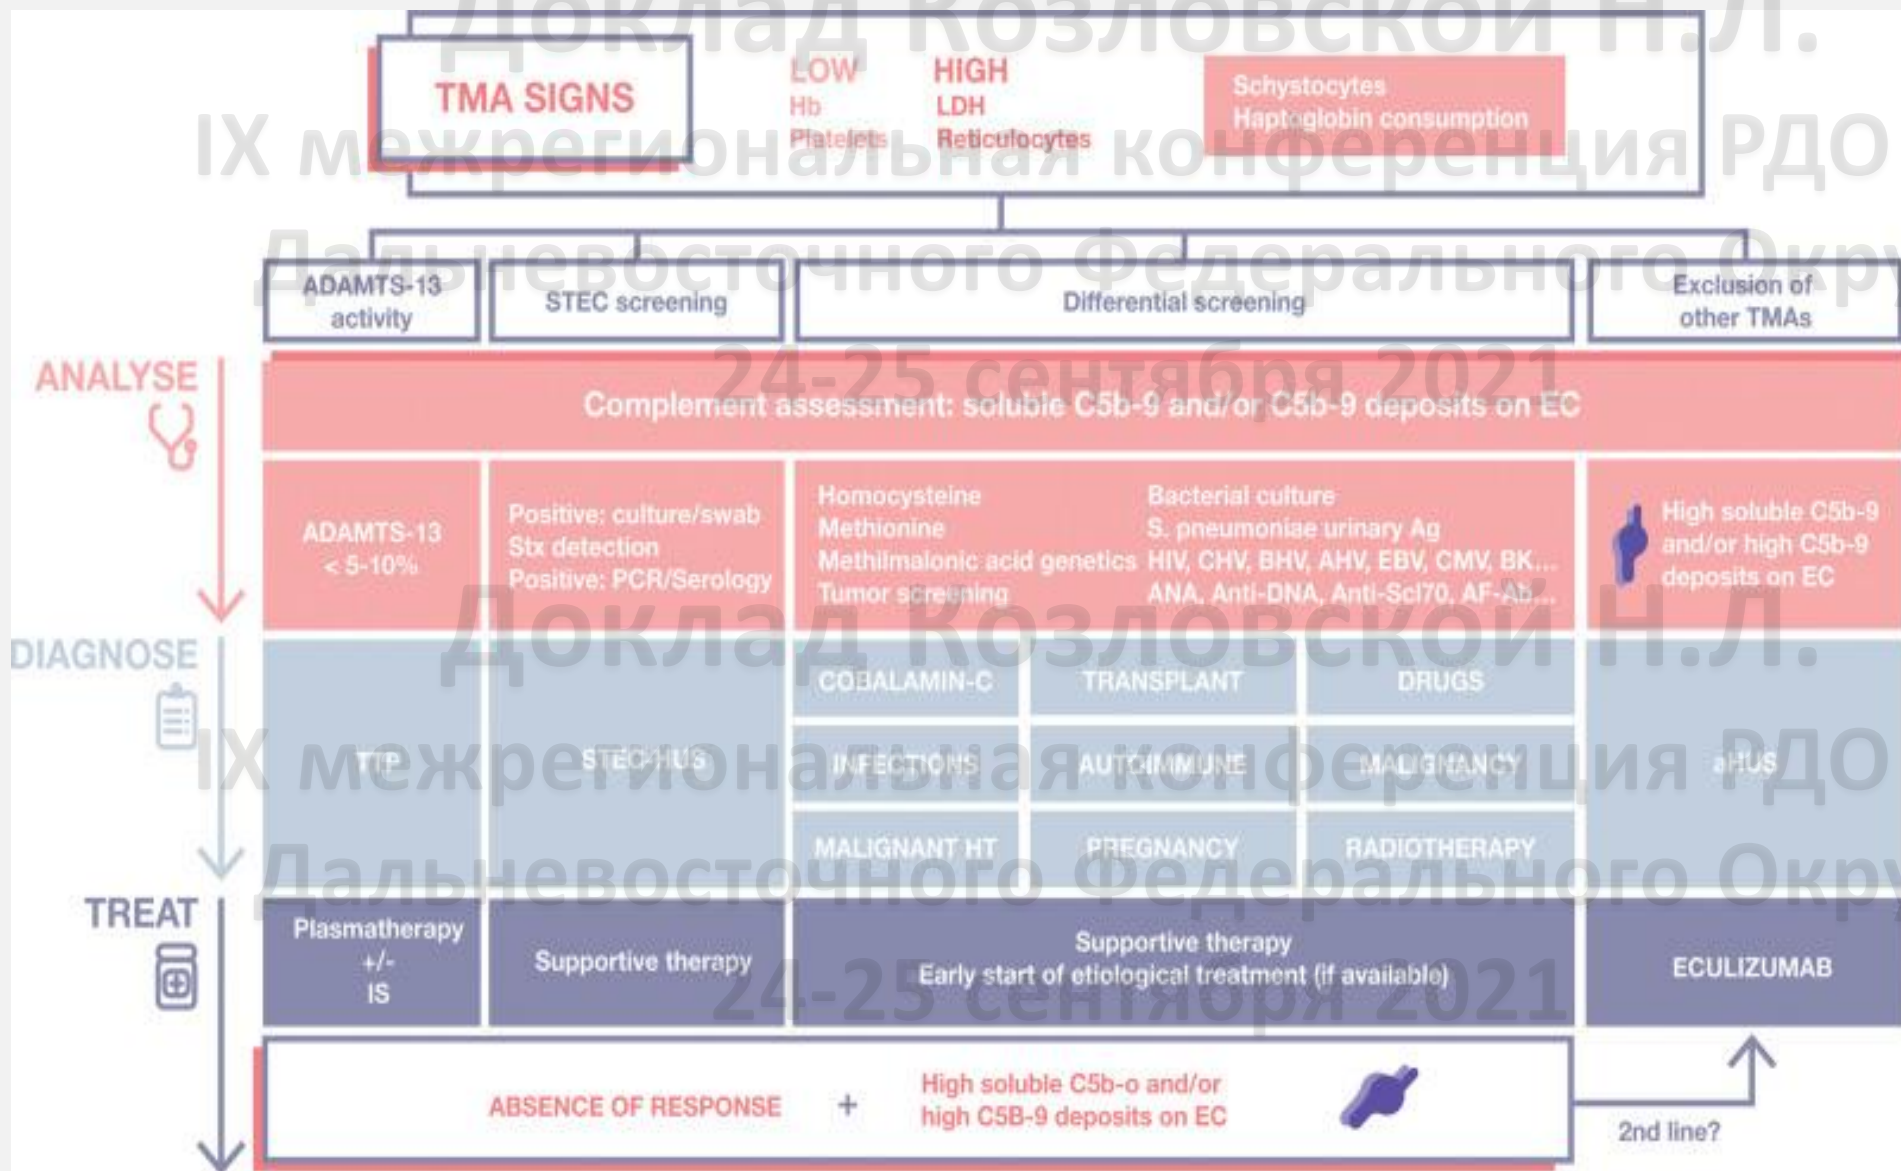 Доклад Козловской Н.Л.
TMA SIGNS
LOW
Hb
Platelets
HIGH
LDH
Reticulocytes
Schystocytes
Haptoglobin consumption
IX межрегиональная конференция РДО
Дальневосточного Федерального Окру
ADAMTS-13
activity
STEC screening
Differential screening
Exclusion of
other TMAs
24-25 сентября 2021
ANALYSE
Complement assessment: soluble C5b-9 and/or C5b-9 deposits on EC
ADAMTS-13
< 5-10%
Positive: culture/swab
Stx detection
Positive: PCR/Serology
Homocysteine
Methionine
Methilmalonic acid genetics
Tumor screening
Bacterial culture
S. pneumoniae urinary Ag
HIV, CHV, BHV, AHV, EBV, CMV, BK...
ANA, Anti-DNA, Anti-Scl70, AF-Ab...
High soluble C5b-9
and/or high C5b-9
deposits on EC
Доклад Козловской Н.Л.
DIAGNOSE
TTP
STEC-HUS
COBALAMIN-C
TRANSPLANT
DRUGS
INFECTIONS
AUTOIMMUNE
MALIGNANCY
MALIGNANT HT
PREGNANCY
RADIOTHERAPY
aHUS
IX межрегиональная конференция РДО
Дальневосточного Федерального Окру
TREAT
Plasmatherapy
+/-
IS
Supportive therapy
Supportive therapy
Early start of etiological treatment (if available)
ECULIZUMAB
24-25 сентября 2021
ABSENCE OF RESPONSE
+
High soluble C5b-o and/or
high C5B-9 deposits on EC
2nd line?